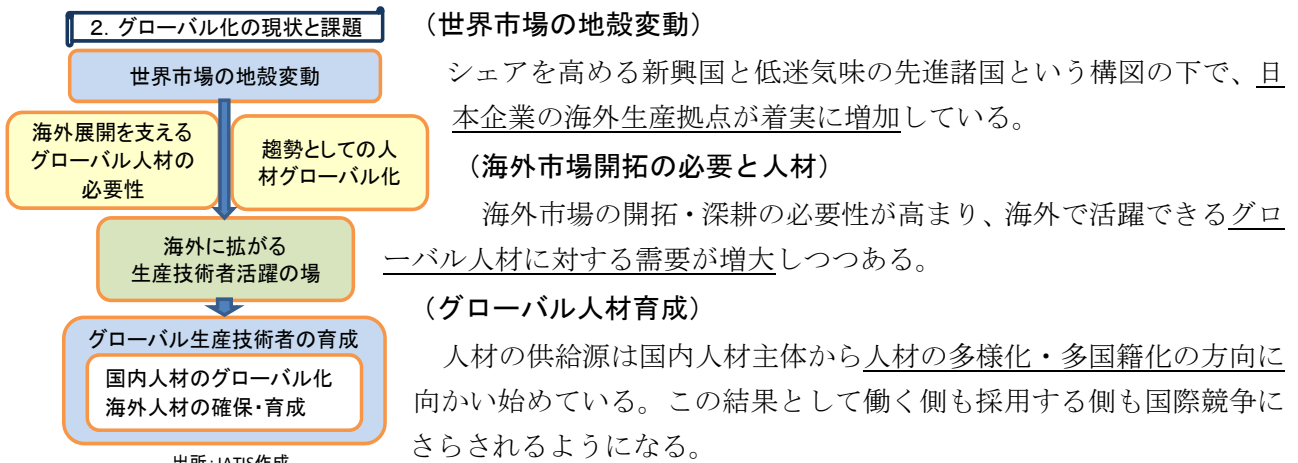 2．グローバル化の現状と課題
世界市場の地殻変動
海外展開を支える
グローバル人材の
必要性
趨勢としての人
材グローバル化
海外に拡がる
生産技術者活躍の場
グローバル生産技術者の育成
国内人材のグローバル化
海外人材の確保・育成
出所：JATIS作成
（世界市場の地殻変動）
シェアを高める新興国と低迷気味の先進諸国という構図の下で、日
本企業の海外生産拠点が着実に増加している。
（海外市場開拓の必要と人材）
海外市場の開拓・深耕の必要性が高まり、海外で活躍できるグロ
ーバル人材に対する需要が増大しつつある。
（グローバル人材育成）
人材の供給源は国内人材主体から人材の多様化・多国籍化の方向に
向かい始めている。この結果として働く側も採用する側も国際競争に
さらされるようになる。